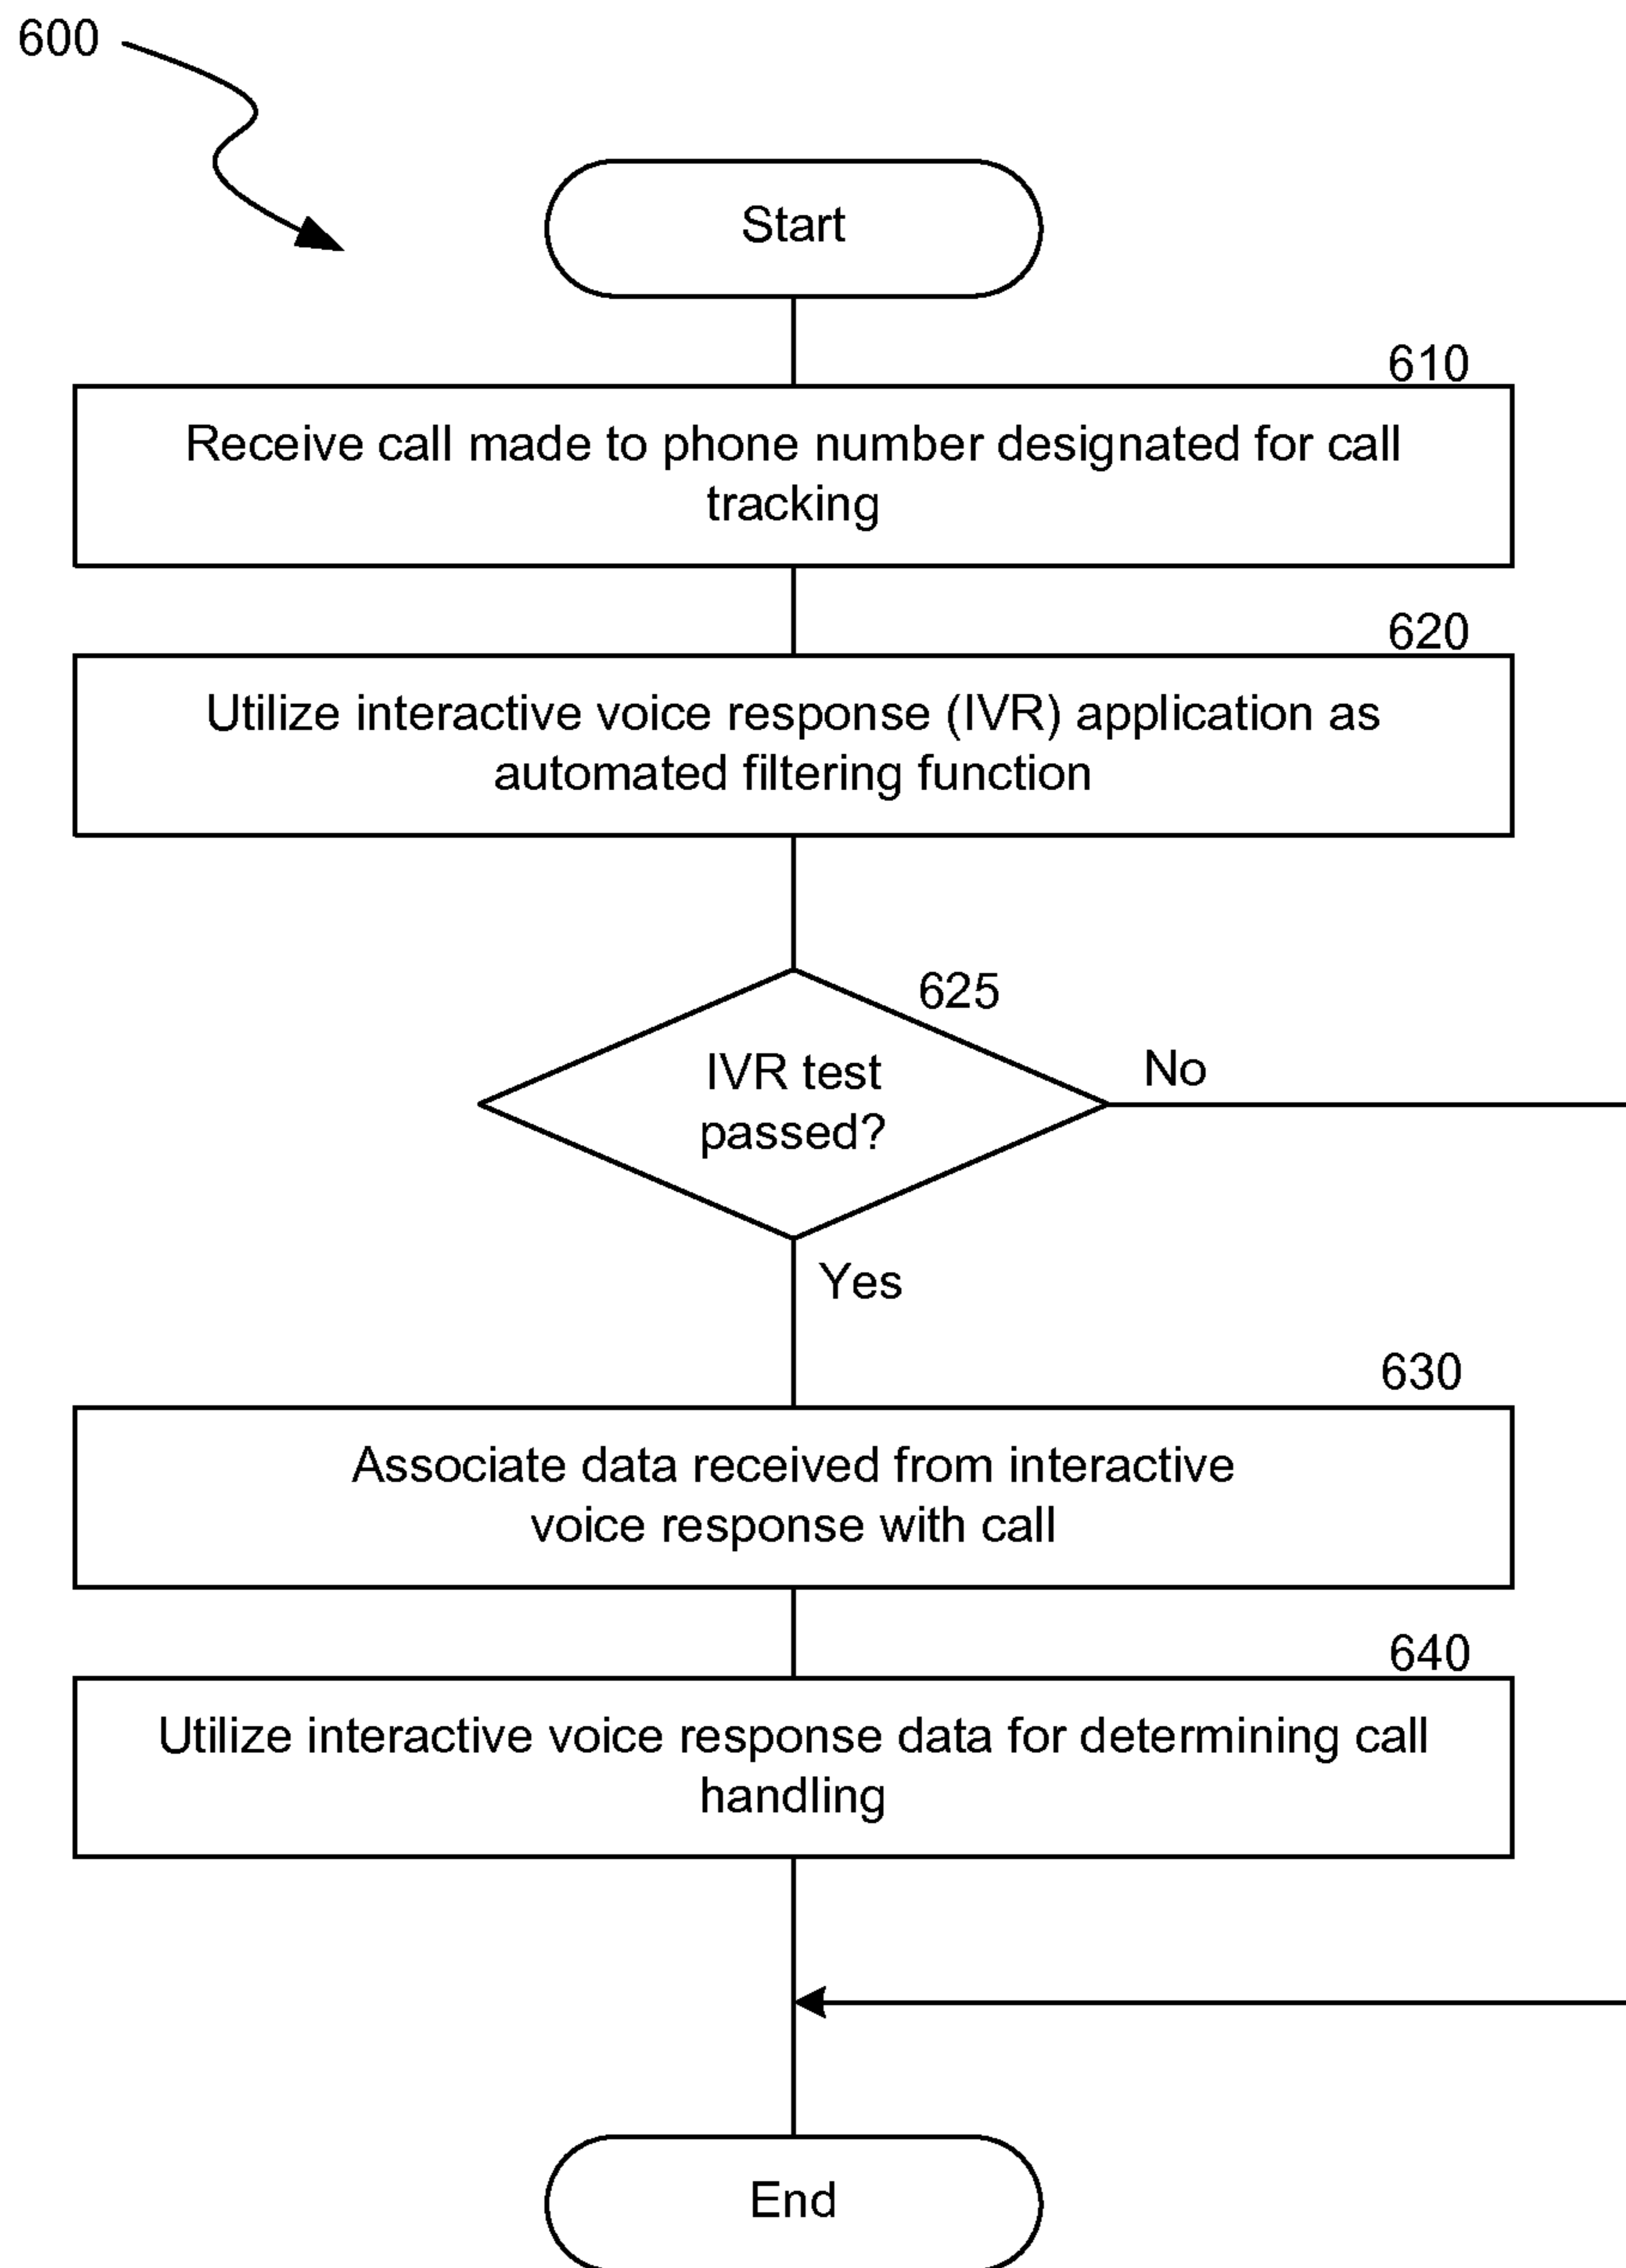 600
Start
610
Receive call made to phone number designated for call
tracking
620
Utilize interactive voice response (IVR) application as
automated filtering function
625
IVR test
passed?
No
Yes
630
Associate data received from interactive
voice response with call
640
Utilize interactive voice response data for determining call
handling
End